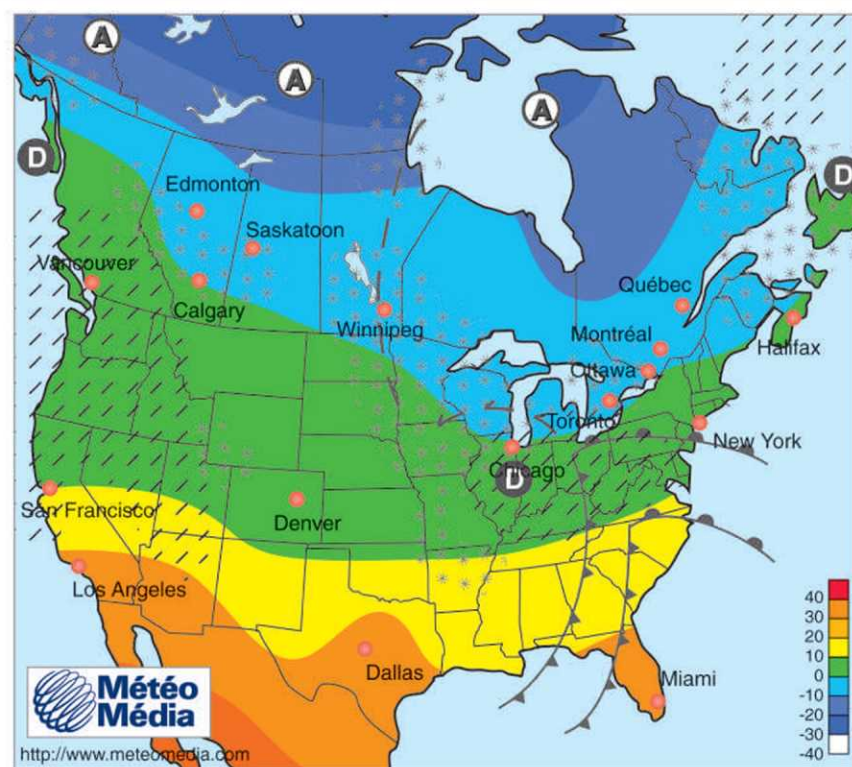 A
A
A
D
D
Edmonton
Saskatoon
Vancouver
Calgary
Winnipeg
Québec
Montréal
Halifax
Ottawa
Toronto
New York
Chicago
D
San Francisco
Denver
Los Angeles
Dallas
Miami
40
30
20
10
0
-10
-20
-30
-40
Météo
Média
http://www.meteomedia.com